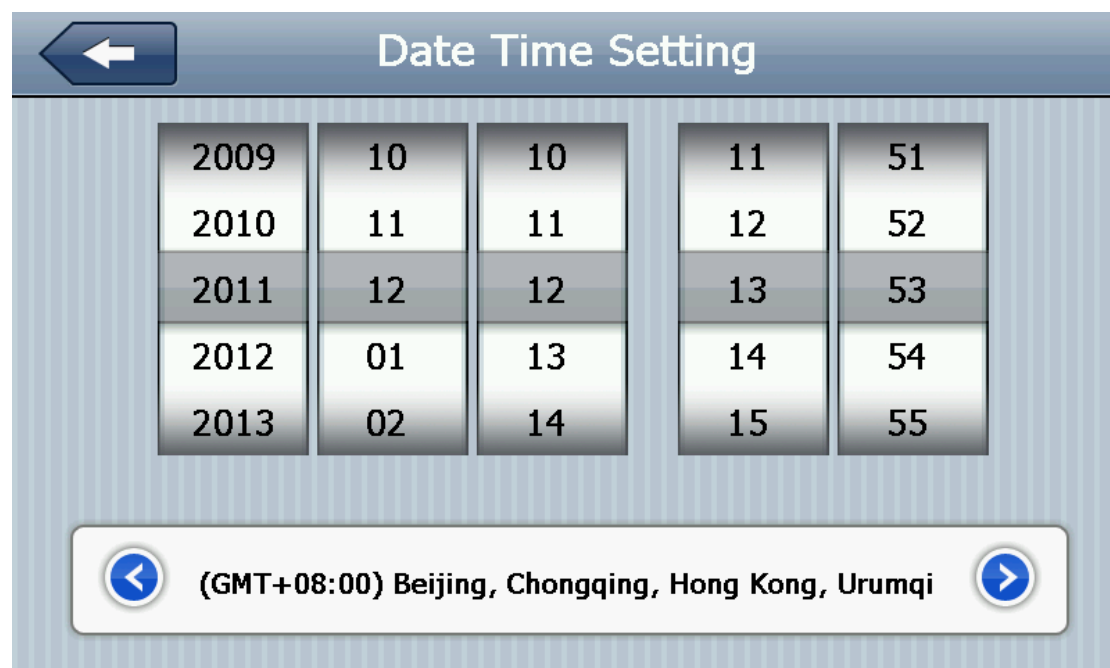 Date Time Setting
2009 10 10 11 51
2010 11 11 12 52
2011 12 12 13 53
2012 01 13 14 54
2013 02 14 15 55
(GMT+08:00) Beijing, Chongqing, Hong Kong, Urumqi